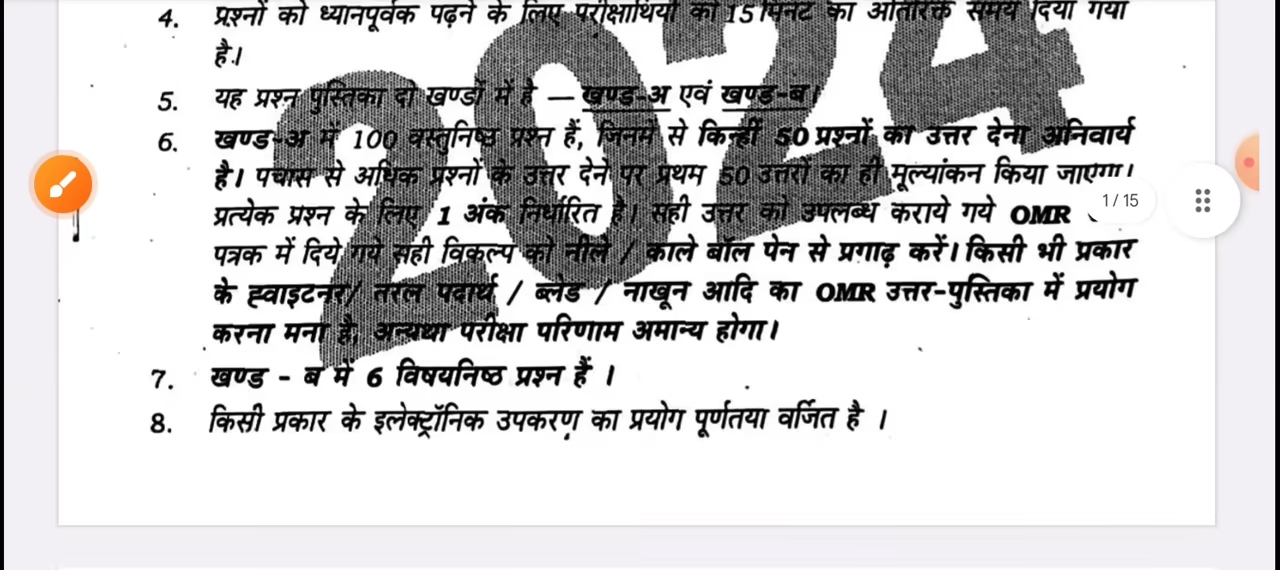 4. प्रश्नों को ध्यानपूर्वक पढ़ने के लिए परीक्षार्थियों को 15 मिनट का अतिरिक्त समय दिया गया
है।
5. यह प्रश्न पुस्तिका दो खण्डों में है — खण्ड-अ एवं खण्ड-ब।
6. खण्ड-अ में 100 वस्तुनिष्ठ प्रश्न हैं, जिनमें से किन्हीं 50 प्रश्नों का उत्तर देना अनिवार्य
है। पचास से अधिक प्रश्नों के उत्तर देने पर प्रथम 50 उत्तरों का ही मूल्यांकन किया जाएगा।
प्रत्येक प्रश्न के लिए 1 अंक निर्धारित है। सही उत्तर को उपलब्ध कराये गये OMR
1 / 15
पत्रक में दिये गये सही विकल्प को नीले / काले बॉल पेन से प्रगाढ़ करें। किसी भी प्रकार
के ह्वाइटनर/ तरल पदार्थ / ब्लेड / नाखून आदि का OMR उत्तर-पुस्तिका में प्रयोग
करना मना है, अन्यथा परीक्षा परिणाम अमान्य होगा।
7. खण्ड - ब में 6 विषयनिष्ठ प्रश्न हैं ।
8. किसी प्रकार के इलेक्ट्रॉनिक उपकरण का प्रयोग पूर्णतया वर्जित है ।
2024